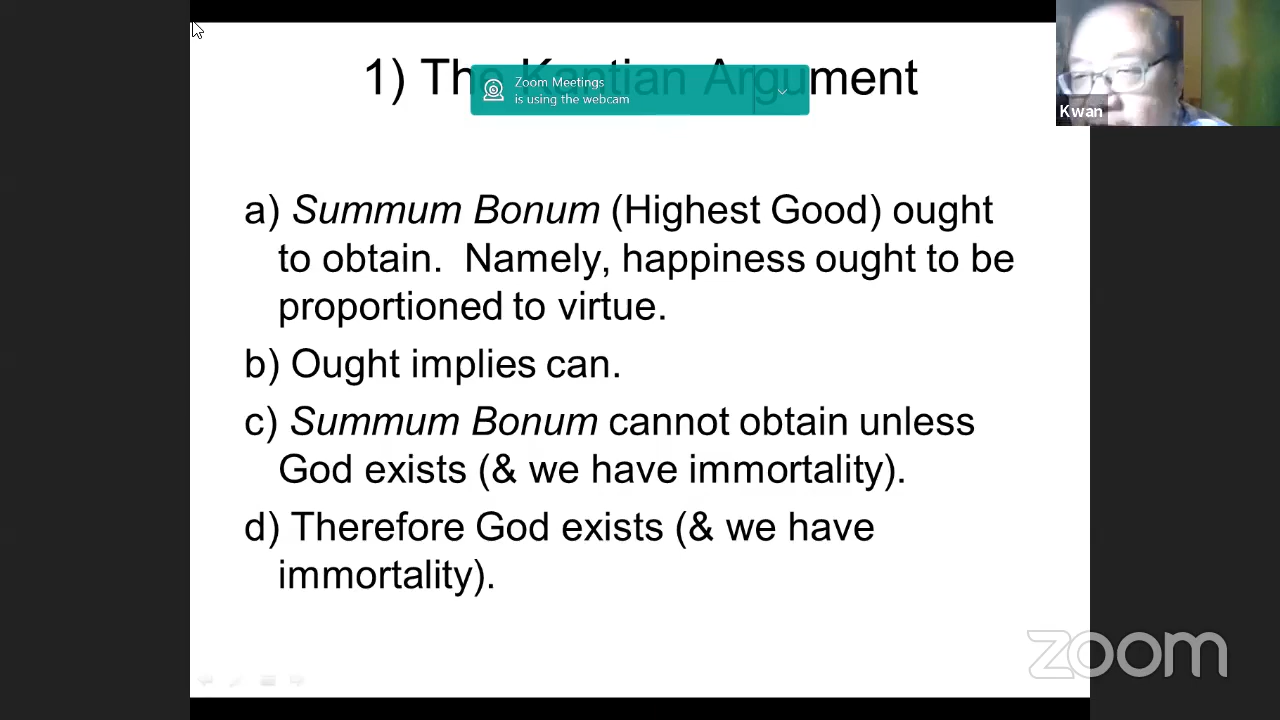 1) The Kantian Argument
Zoom Meetings
is using the webcam
Kwan
a) Summum Bonum (Highest Good) ought
to obtain.  Namely, happiness ought to be
proportioned to virtue.
b) Ought implies can.
c) Summum Bonum cannot obtain unless
God exists (& we have immortality).
d) Therefore God exists (& we have
immortality).
zoom